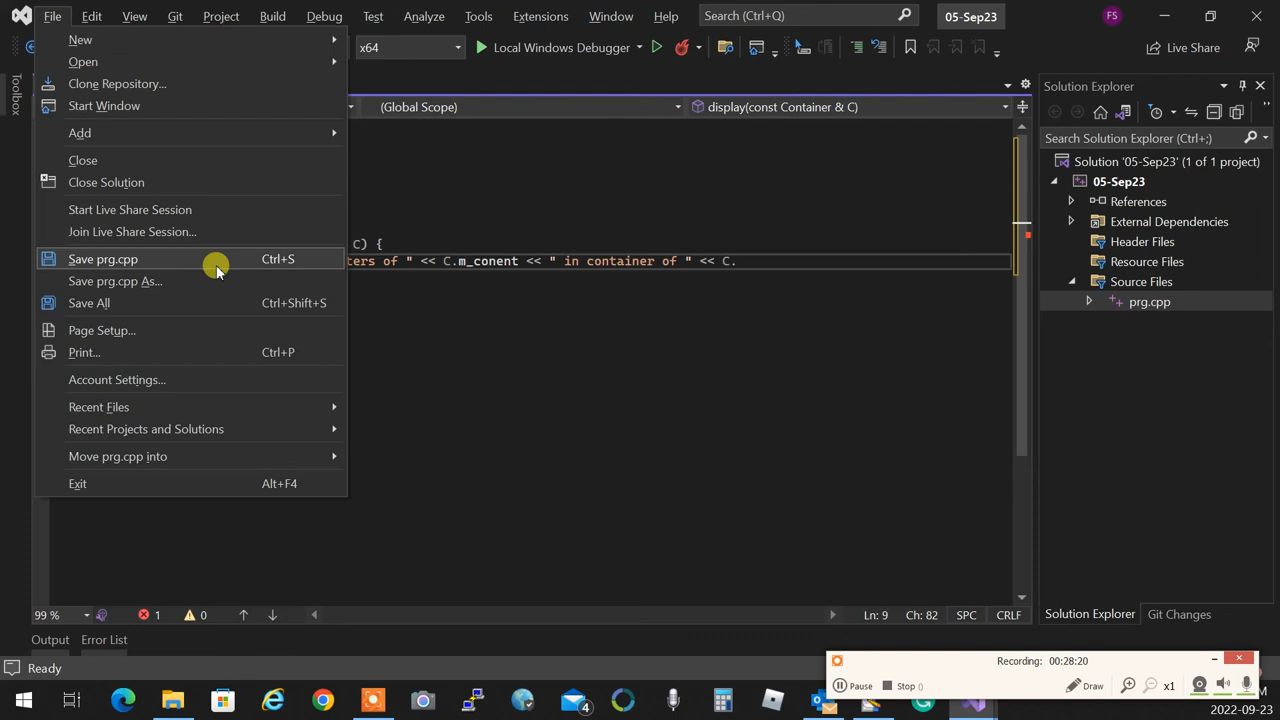 File Edit View Git Project Build Debug Test Analyze Tools Extensions Window Help Search (Ctrl+Q) 05-Sep23 FS
x64 Local Windows Debugger Live Share
New
Open
Clone Repository...
Start Window
Add
Close
Close Solution
Start Live Share Session
Join Live Share Session...
Save prg.cpp Ctrl+S
Save prg.cpp As...
Save All Ctrl+Shift+S
Page Setup...
Print... Ctrl+P
Account Settings...
Recent Files
Recent Projects and Solutions
Move prg.cpp into
Exit Alt+F4
Toolbox
(Global Scope) display(const Container & C)
C) {
ters of " << C.m_conent << " in container of " << C.
Solution Explorer
Search Solution Explorer (Ctrl+;)
Solution '05-Sep23' (1 of 1 project)
05-Sep23
References
External Dependencies
Header Files
Resource Files
Source Files
prg.cpp
99 % 1 0 Ln: 9 Ch: 82 SPC CRLF
Solution Explorer Git Changes
Output Error List
Ready
Recording: 00:28:20
Pause Stop () Draw x1
4
2022-09-23